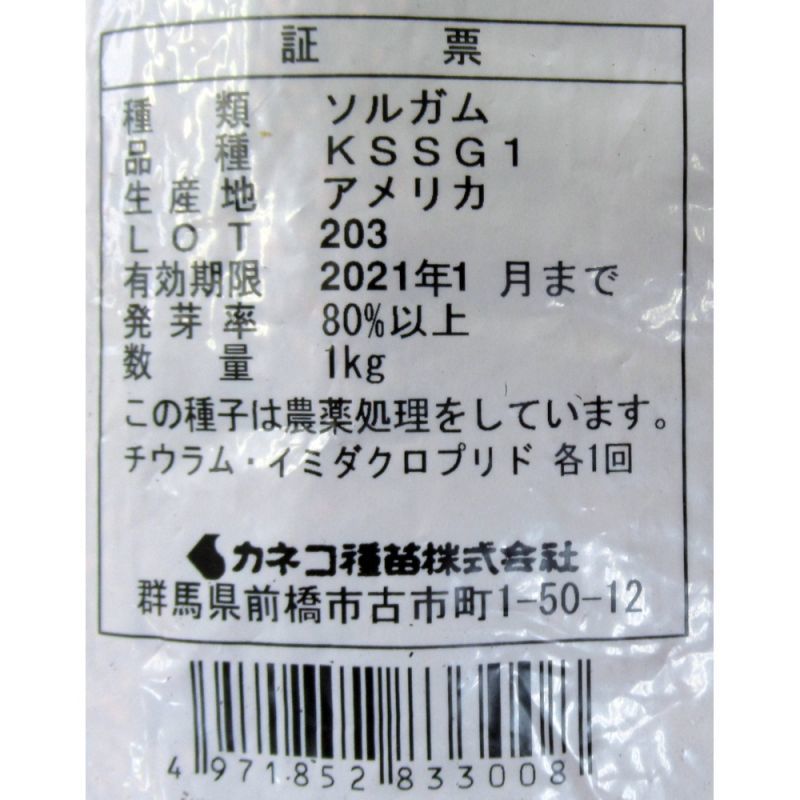 証 票
種 類 ソルガム
品 種 KSSG1
生産地 アメリカ
LOT 203
有効期限 2021年1 月まで
発芽率 80%以上
数 量 1kg
この種子は農薬処理をしています。
チウラム・イミダクロプリド 各1回
カネコ種苗株式会社
群馬県前橋市古市町1-50-12
4 971852 833008